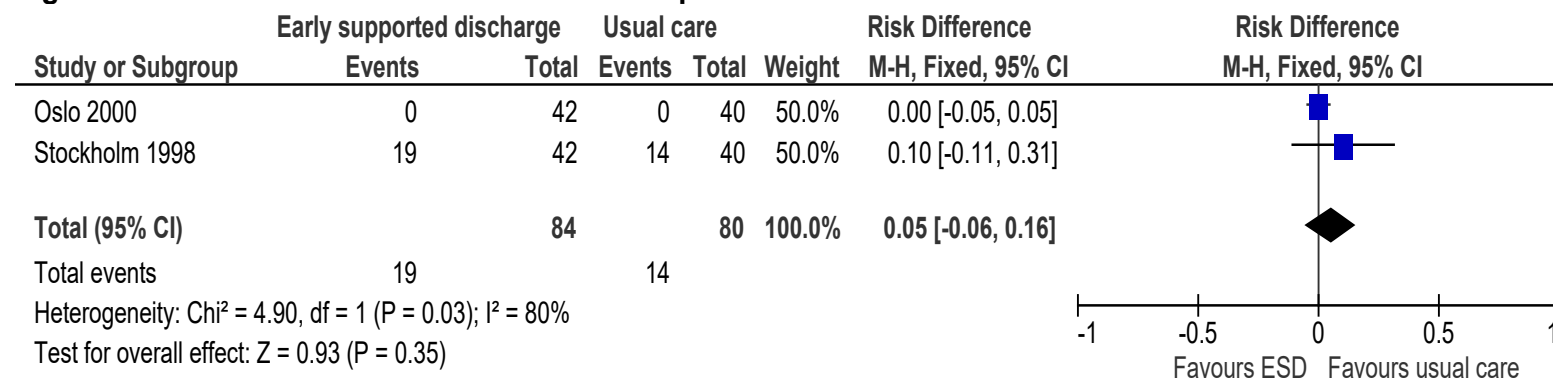 Early supported discharge Usual care Risk Difference Risk Difference
Study or Subgroup Events Total Events Total Weight M-H, Fixed, 95% CI M-H, Fixed, 95% CI
Oslo 2000 0 42 0 40 50.0% 0.00 [-0.05, 0.05]
Stockholm 1998 19 42 14 40 50.0% 0.10 [-0.11, 0.31]
Total (95% CI) 84 80 100.0% 0.05 [-0.06, 0.16]
Total events 19 14
Heterogeneity: Chi² = 4.90, df = 1 (P = 0.03); I² = 80%
Test for overall effect: Z = 0.93 (P = 0.35)
-1 -0.5 0 0.5 1
Favours ESD Favours usual care